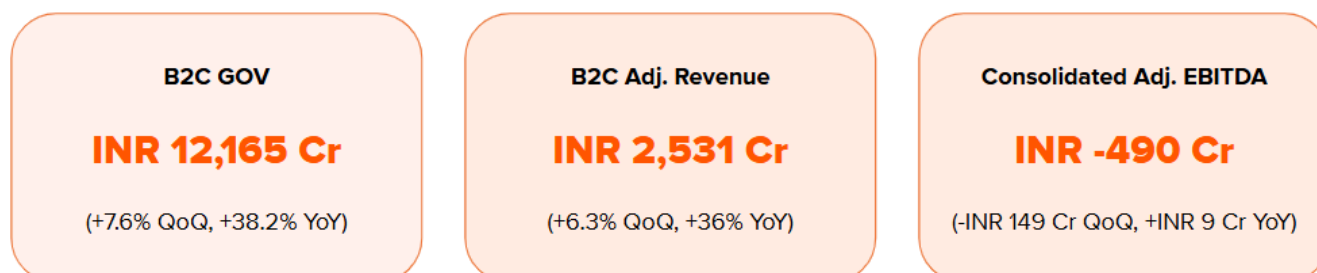 B2C GOV
INR 12,165 Cr
(+7.6% QoQ, +38.2% YoY)
B2C Adj. Revenue
INR 2,531 Cr
(+6.3% QoQ, +36% YoY)
Consolidated Adj. EBITDA
INR -490 Cr
(-INR 149 Cr QoQ, +INR 9 Cr YoY)